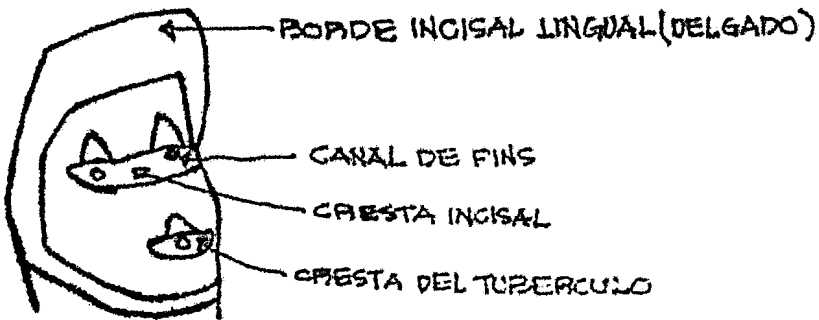 BORDE INCISAL LINGUAL (DELGADO)
CANAL DE FINS
CRESTA INCISAL
CRESTA DEL TUBERCULO